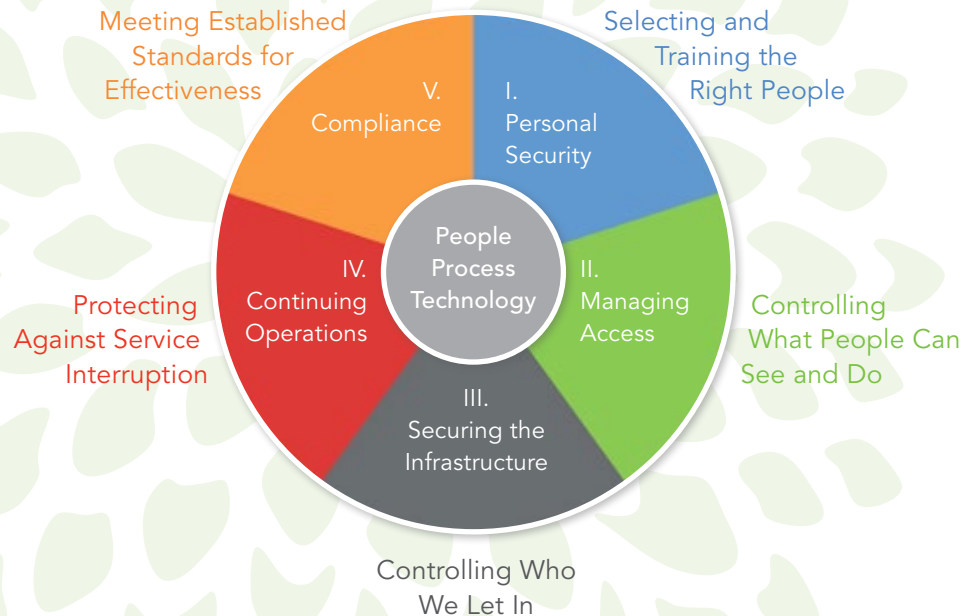 Meeting Established
Standards for
Effectiveness
Selecting and
Training the
Right People
V.
Compliance
I.
Personal
Security
People
Process
Technology
IV.
Continuing
Operations
II.
Managing
Access
Protecting
Against Service
Interruption
Controlling
What People Can
See and Do
III.
Securing the
Infrastructure
Controlling Who
We Let In